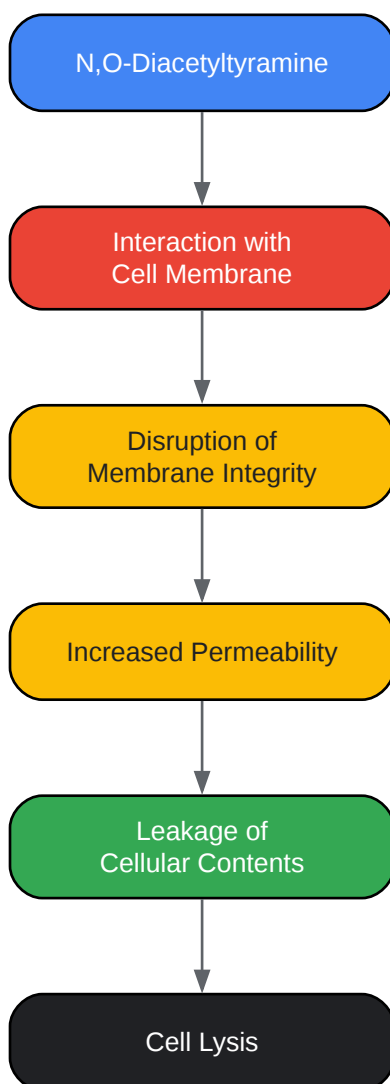 N,O-Diacetyltyramine
Interaction with
Cell Membrane
Disruption of
Membrane Integrity
Increased Permeability
Leakage of
Cellular Contents
Cell Lysis